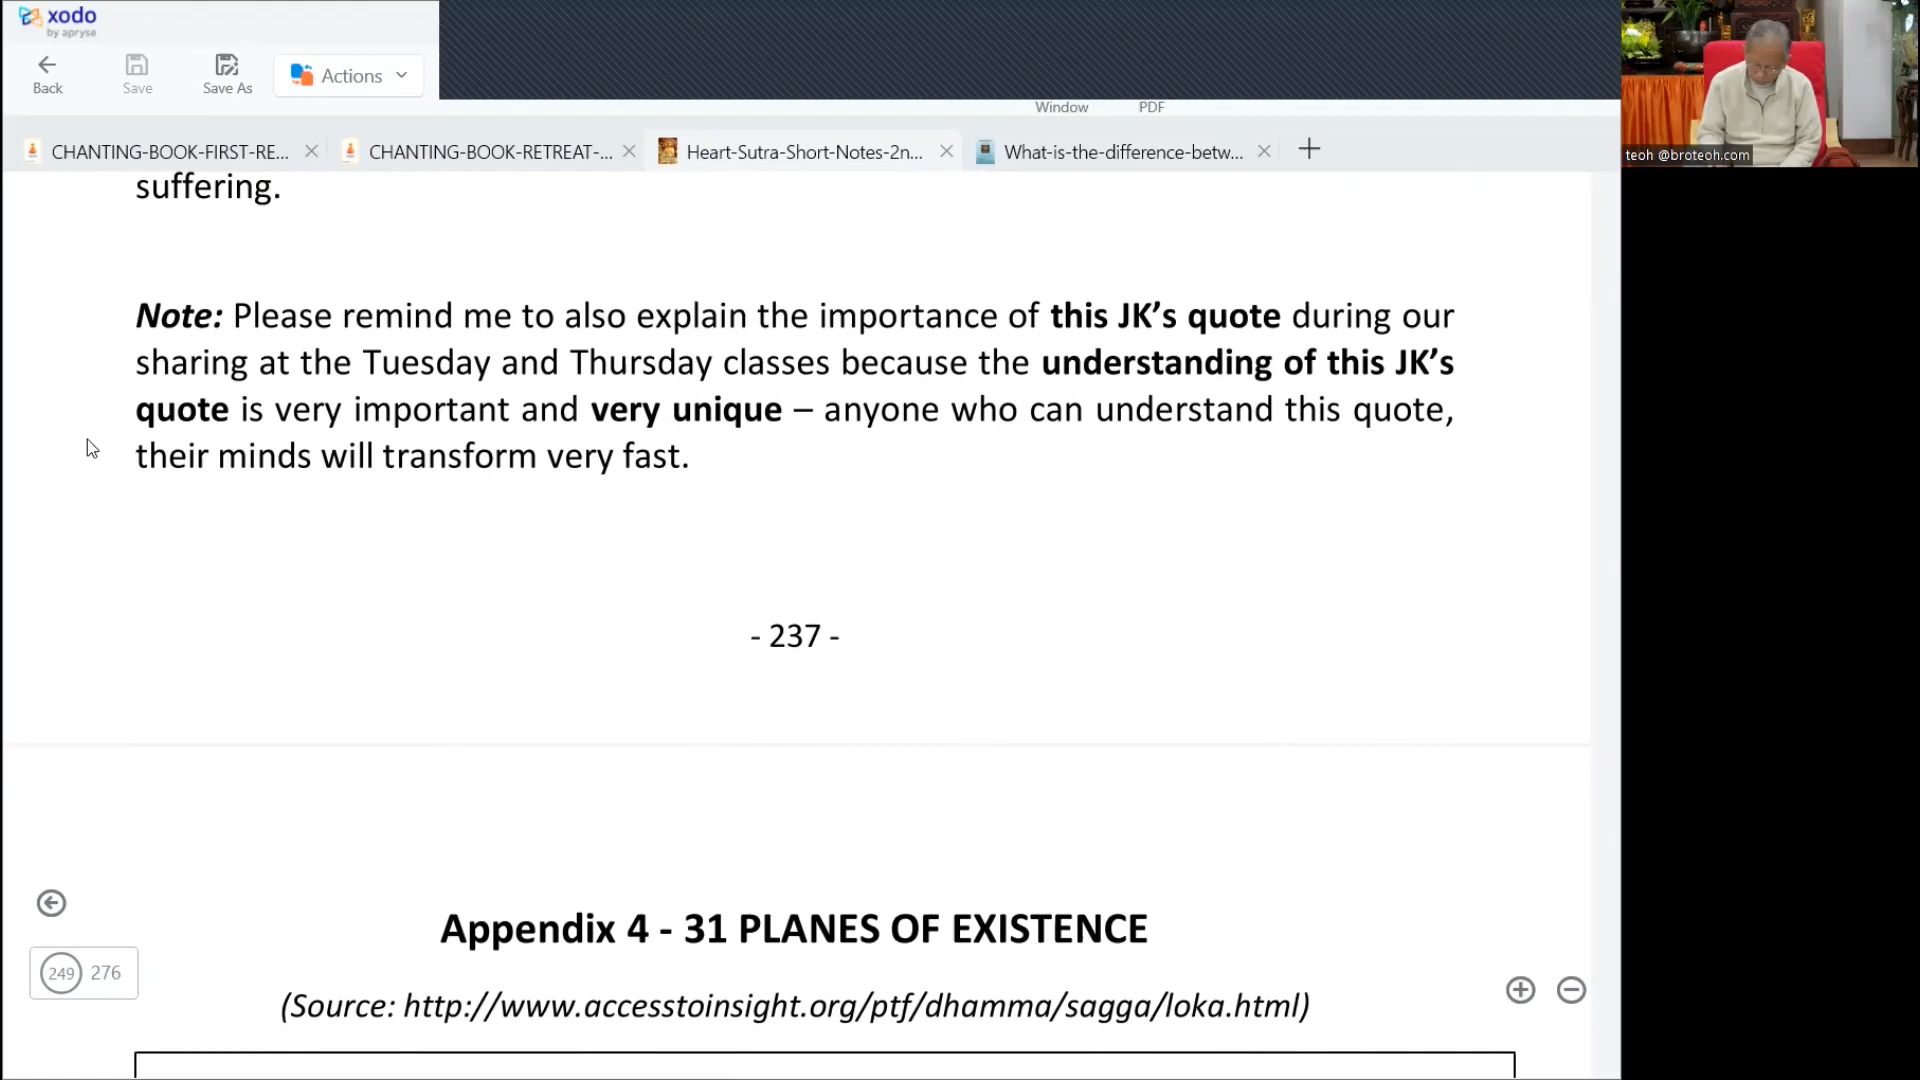 xodo
by apryse
Back
Save
Save As
Actions
Window
PDF
CHANTING-BOOK-FIRST-RE...
CHANTING-BOOK-RETREAT-...
Heart-Sutra-Short-Notes-2n...
What-is-the-difference-betw...
teoh @broteoh.com
suffering.
Note: Please remind me to also explain the importance of this JK’s quote during our
sharing at the Tuesday and Thursday classes because the understanding of this JK’s
quote is very important and very unique – anyone who can understand this quote,
their minds will transform very fast.
- 237 -
Appendix 4 - 31 PLANES OF EXISTENCE
(Source: http://www.accesstoinsight.org/ptf/dhamma/sagga/loka.html)
249 276